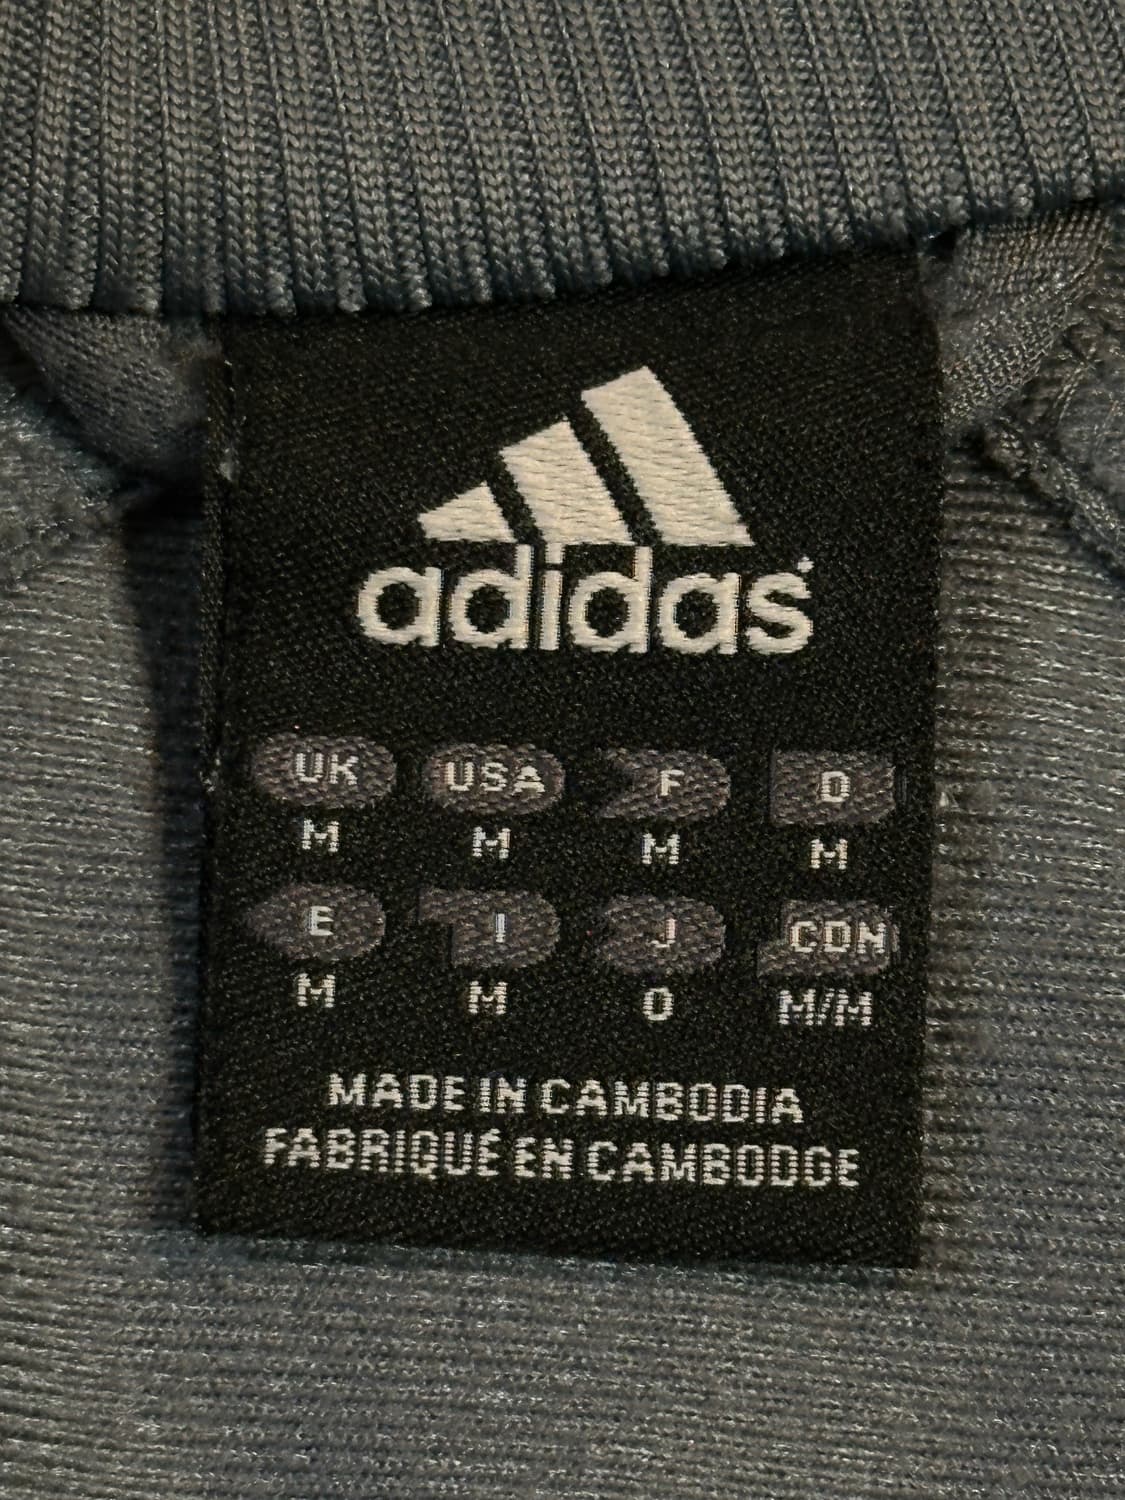 adidas
UK USA F D
M M M M
E I J CDN
M M O M/M
MADE IN CAMBODIA
FABRIQUÉ EN CAMBODGE